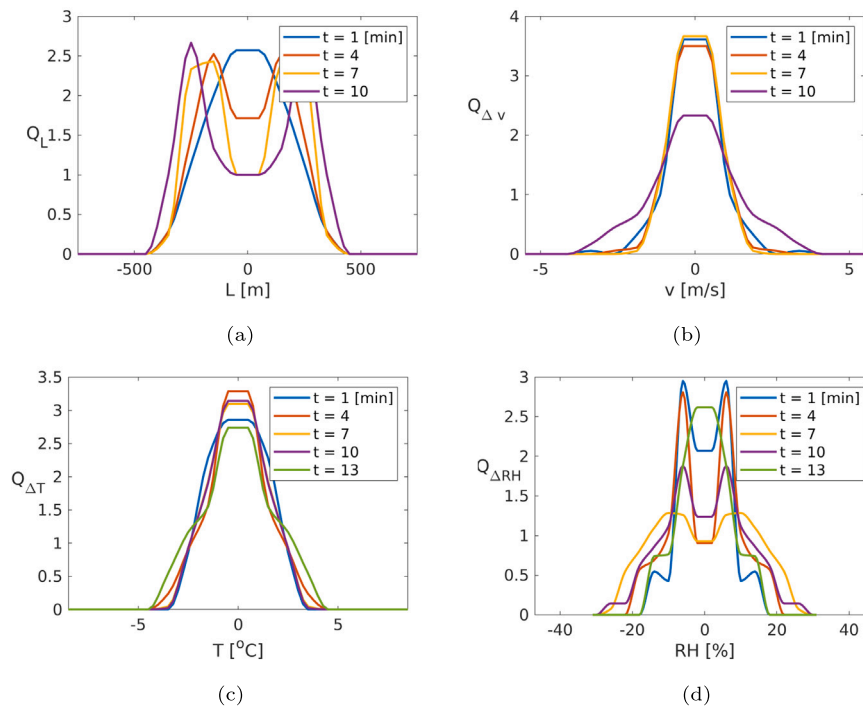 3
2.5
2
1.5
1
0.5
0
Q_L
-500 0 500
L [m]
t = 1 [min]
t = 4
t = 7
t = 10
(a)
4
3
2
1
0
Q_Δ v
-5 0 5
v [m/s]
t = 1 [min]
t = 4
t = 7
t = 10
(b)
3.5
3
2.5
2
1.5
1
0.5
0
Q_ΔT
-5 0 5
T [°C]
t = 1 [min]
t = 4
t = 7
t = 10
t = 13
(c)
3
2.5
2
1.5
1
0.5
0
Q_ΔRH
-40 -20 0 20 40
RH [%]
t = 1 [min]
t = 4
t = 7
t = 10
t = 13
(d)